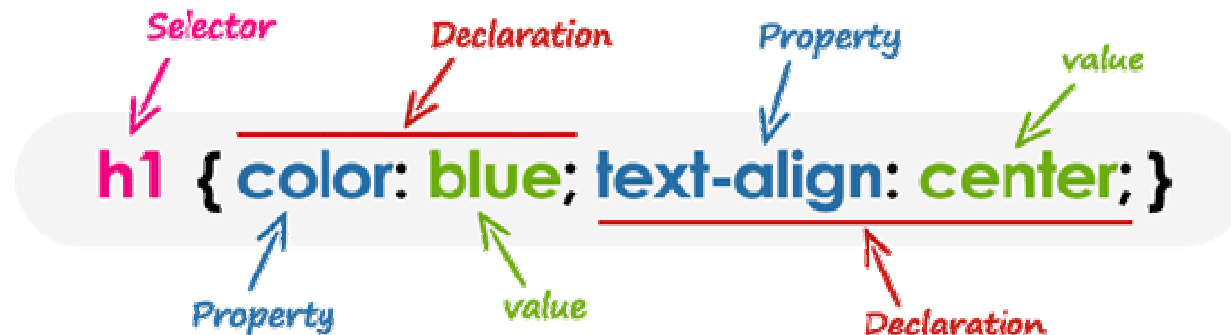 Selector
Declaration
Property
value
h1 { color: blue; text-align: center; }
Property
value
Declaration